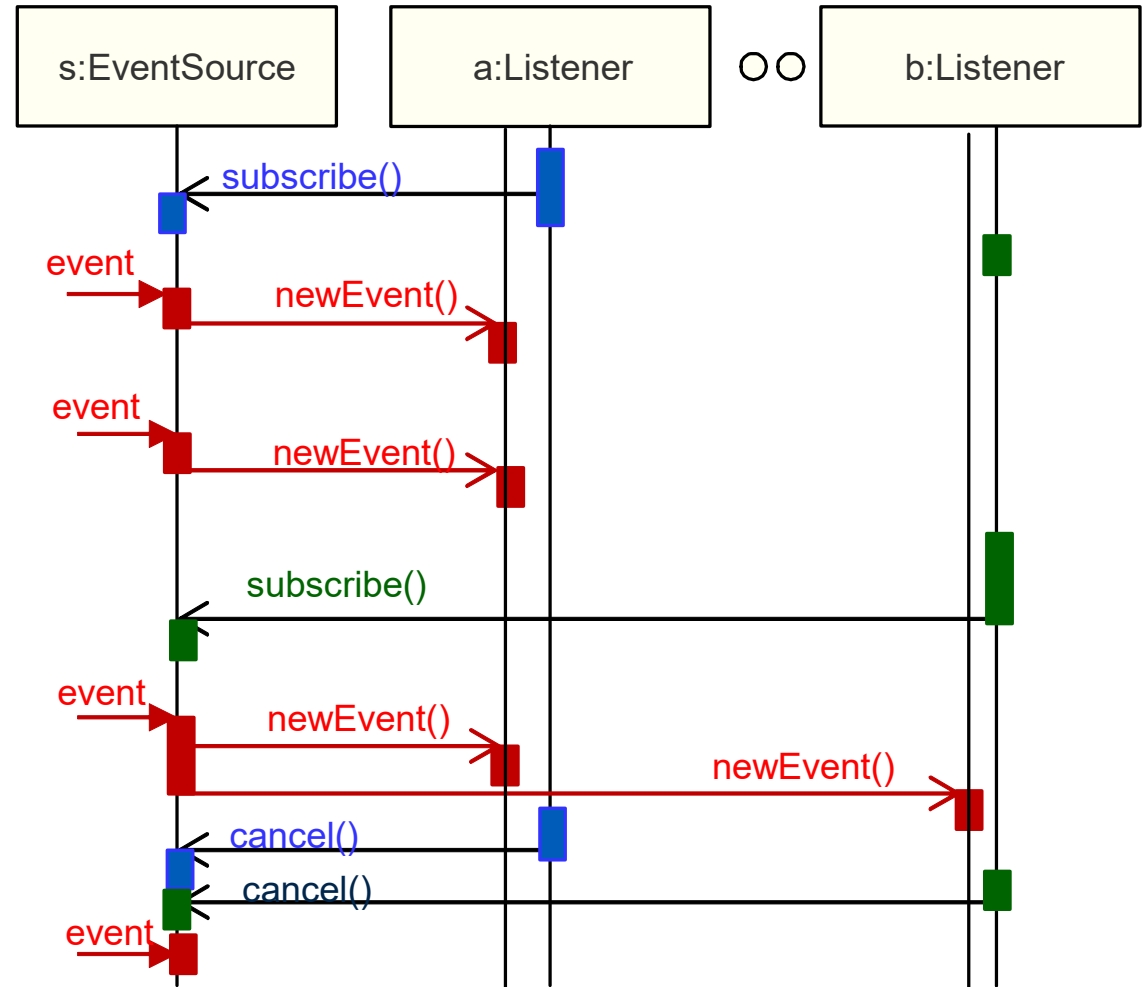 s:EventSource
a:Listener
b:Listener
subscribe()
event
newEvent()
event
newEvent()
subscribe()
event
newEvent()
newEvent()
cancel()
cancel()
event